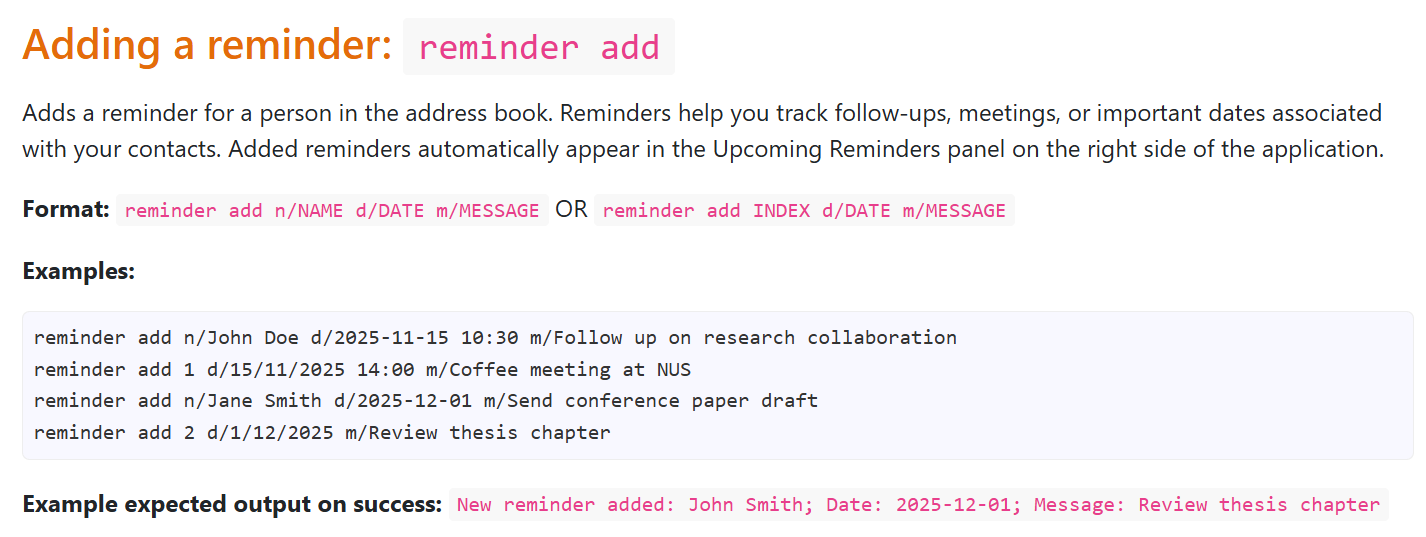 Adding a reminder: reminder add
Adds a reminder for a person in the address book. Reminders help you track follow-ups, meetings, or important dates associated
with your contacts. Added reminders automatically appear in the Upcoming Reminders panel on the right side of the application.
Format: reminder add n/NAME d/DATE m/MESSAGE OR reminder add INDEX d/DATE m/MESSAGE
Examples:
reminder add n/John Doe d/2025-11-15 10:30 m/Follow up on research collaboration
reminder add 1 d/15/11/2025 14:00 m/Coffee meeting at NUS
reminder add n/Jane Smith d/2025-12-01 m/Send conference paper draft
reminder add 2 d/1/12/2025 m/Review thesis chapter
Example expected output on success: New reminder added: John Smith; Date: 2025-12-01; Message: Review thesis chapter